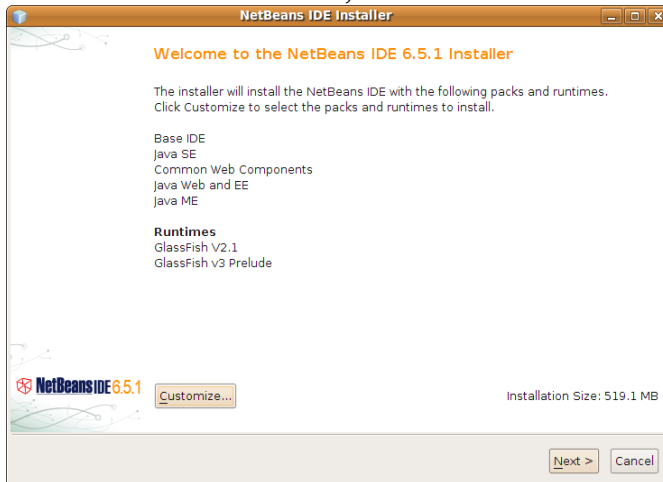 NetBeans IDE Installer
Welcome to the NetBeans IDE 6.5.1 Installer
The installer will install the NetBeans IDE with the following packs and runtimes.
Click Customize to select the packs and runtimes to install.
Base IDE
Java SE
Common Web Components
Java Web and EE
Java ME
Runtimes
GlassFish V2.1
GlassFish v3 Prelude
NetBeans IDE 6.5.1
Customize...
Installation Size: 519.1 MB
Next >
Cancel